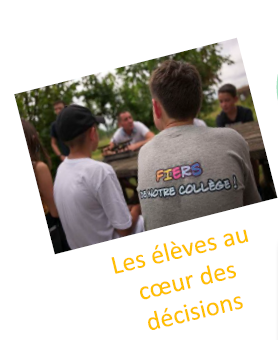 FIERS
DE NOTRE COLLÈGE !
Les élèves au
cœur des
décisions